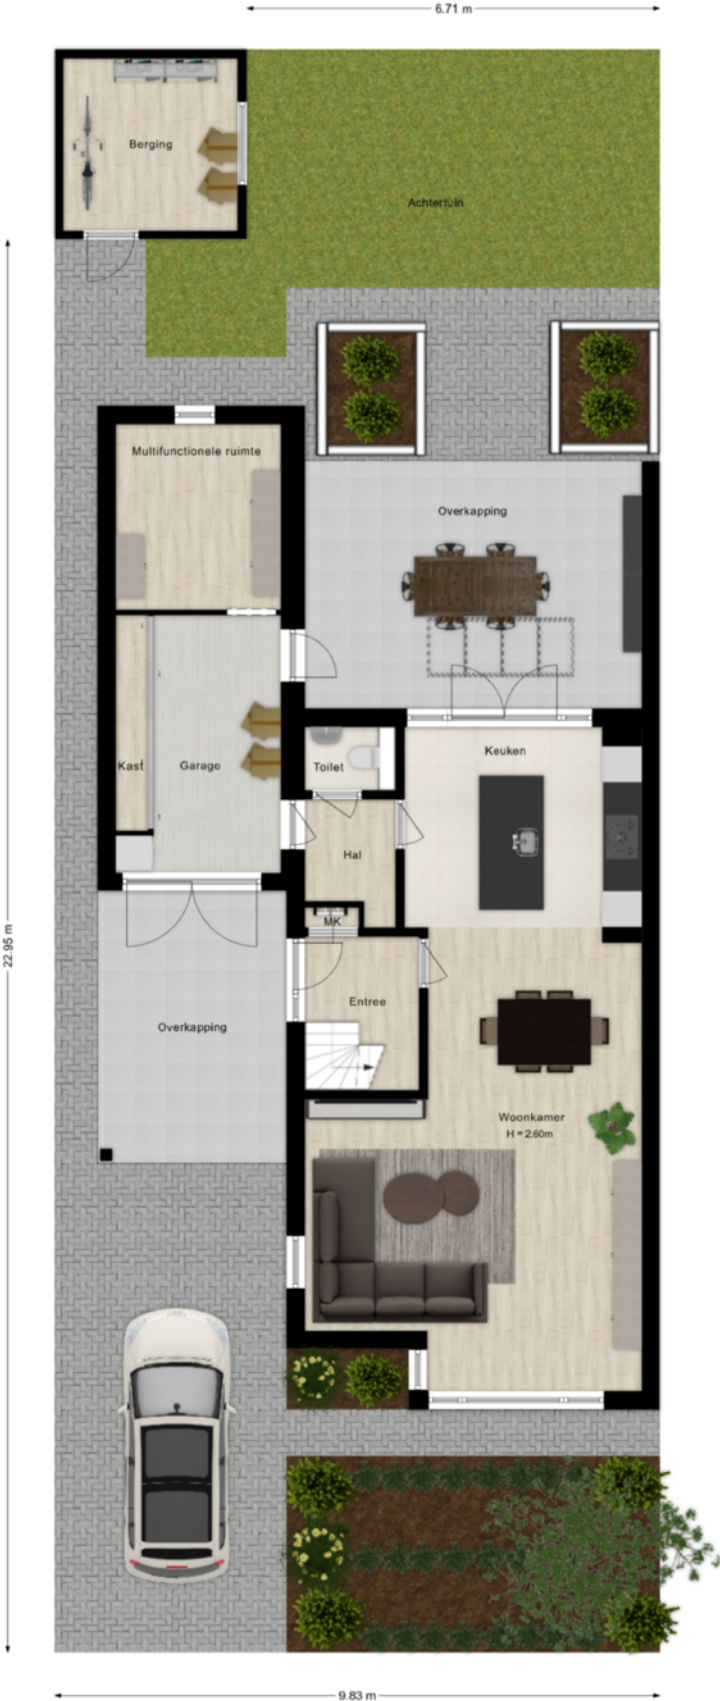 6.71 m
Berging
Achtertuin
Multifunctionele ruimte
Overkapping
Keuken
Toilet
Kast
Garage
Hal
MK
22.95 m
Entree
Overkapping
Woonkamer
H = 2.60m
9.83 m